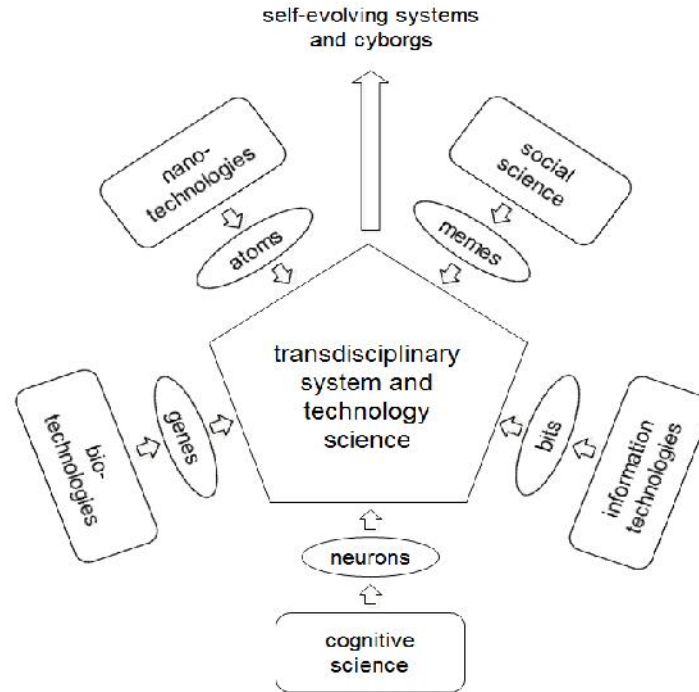 self-evolving systems
and cyborgs
nano-
technologies
social
science
atoms
memes
transdisciplinary
system and
technology
science
bio-
technologies
genes
bits
information
technologies
neurons
cognitive
science